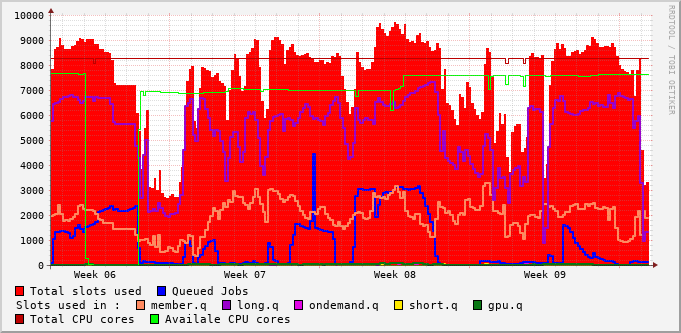 10000
9000
8000
7000
6000
5000
4000
3000
2000
1000
0
Week 06 Week 07 Week 08 Week 09
RRDTOOL / TOBI OETIKER
Total slots used Queued Jobs
Slots used in : member.q long.q ondemand.q short.q gpu.q
Total CPU cores Availale CPU cores